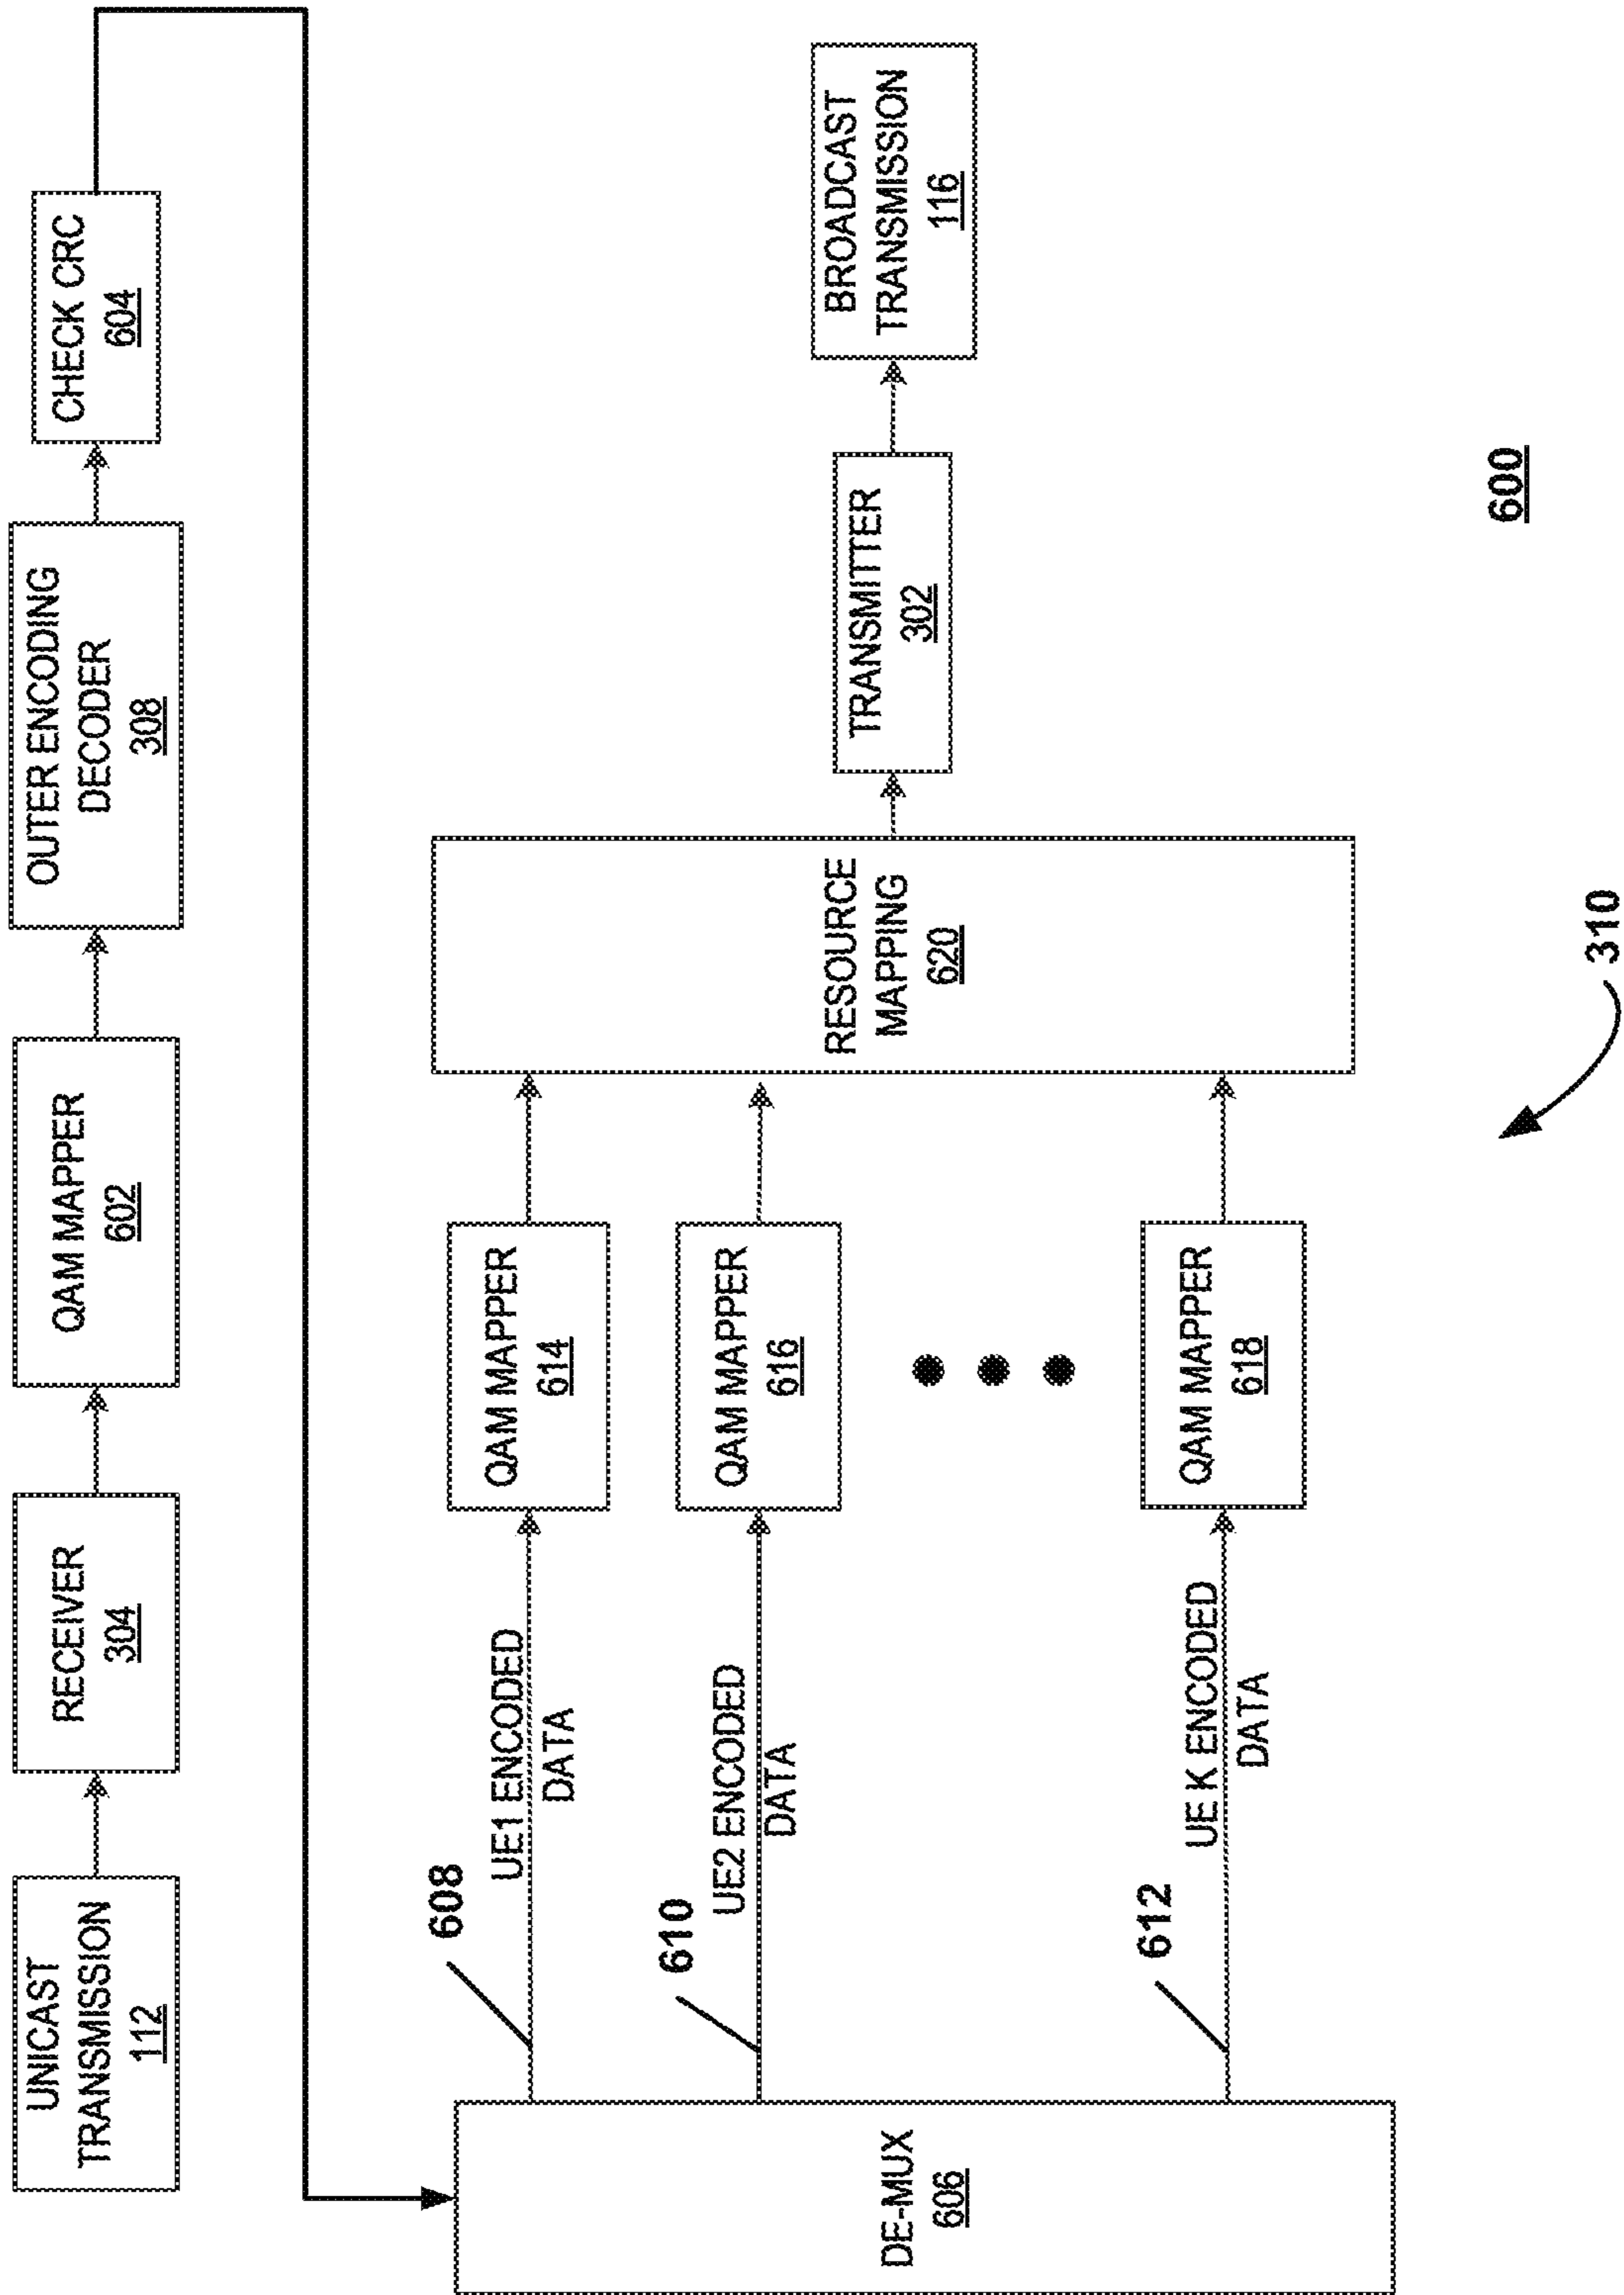 UNICAST
TRANSMISSION
112
RECEIVER
304
QAM MAPPER
602
OUTER ENCODING
DECODER
308
CHECK CRC
604
DE-MUX
606
608
UE1 ENCODED
DATA
QAM MAPPER
614
610
UE2 ENCODED
DATA
QAM MAPPER
616
612
UE K ENCODED
DATA
QAM MAPPER
618
RESOURCE
MAPPING
620
TRANSMITTER
302
BROADCAST
TRANSMISSION
116
310
600